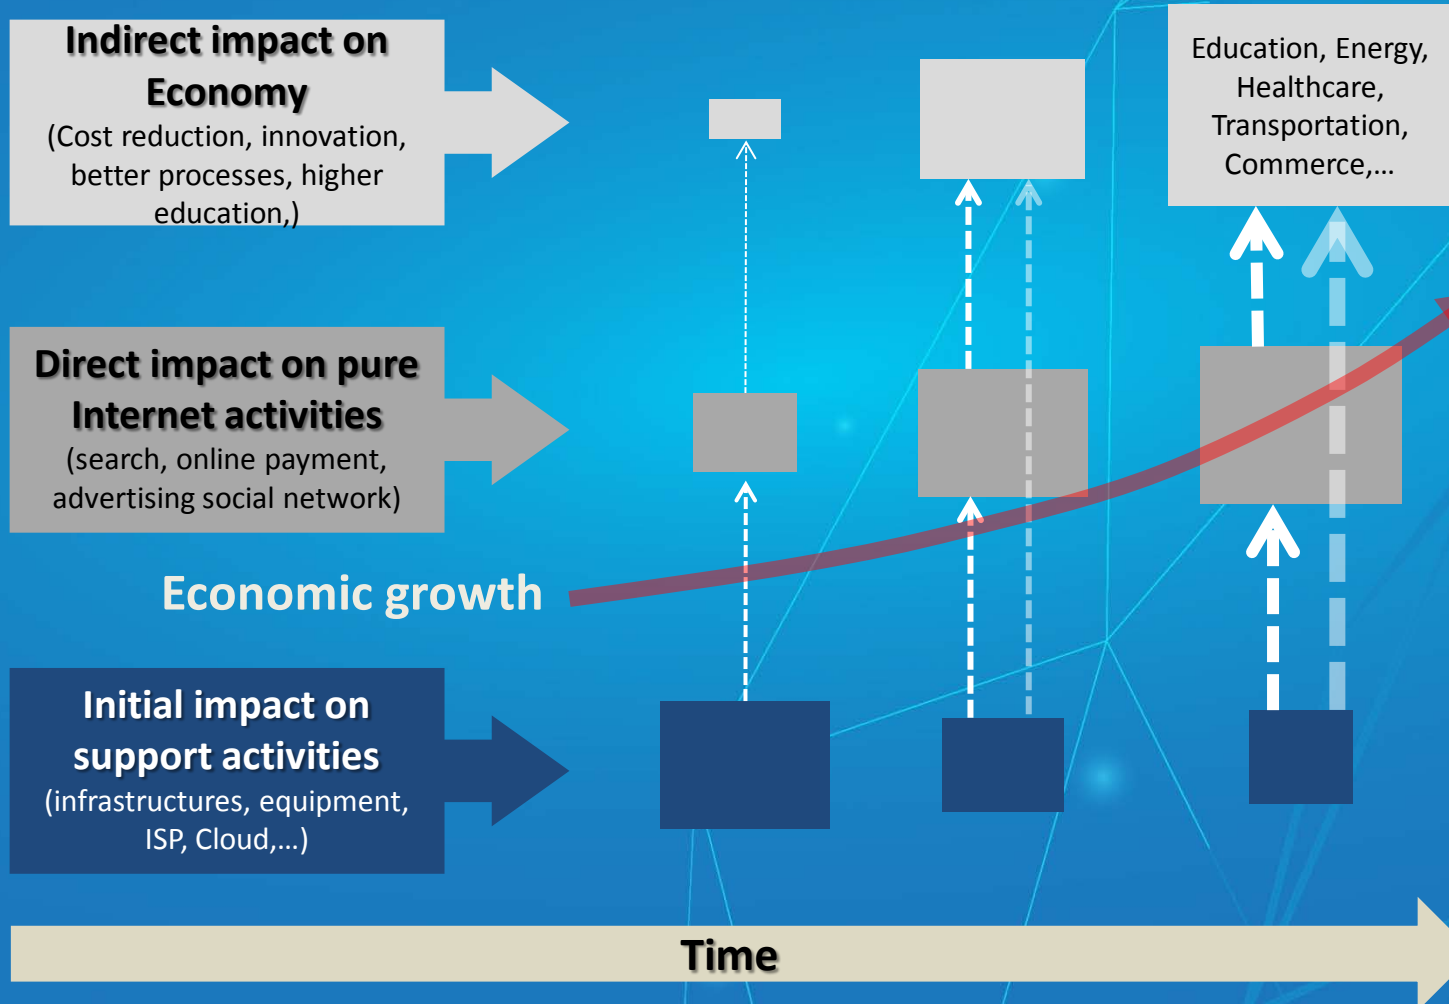 Indirect impact on
Economy
(Cost reduction, innovation,
better processes, higher
education,)
Education, Energy,
Healthcare,
Transportation,
Commerce,...
Direct impact on pure
Internet activities
(search, online payment,
advertising social network)
Economic growth
Initial impact on
support activities
(infrastructures, equipment,
ISP, Cloud,...)
Time